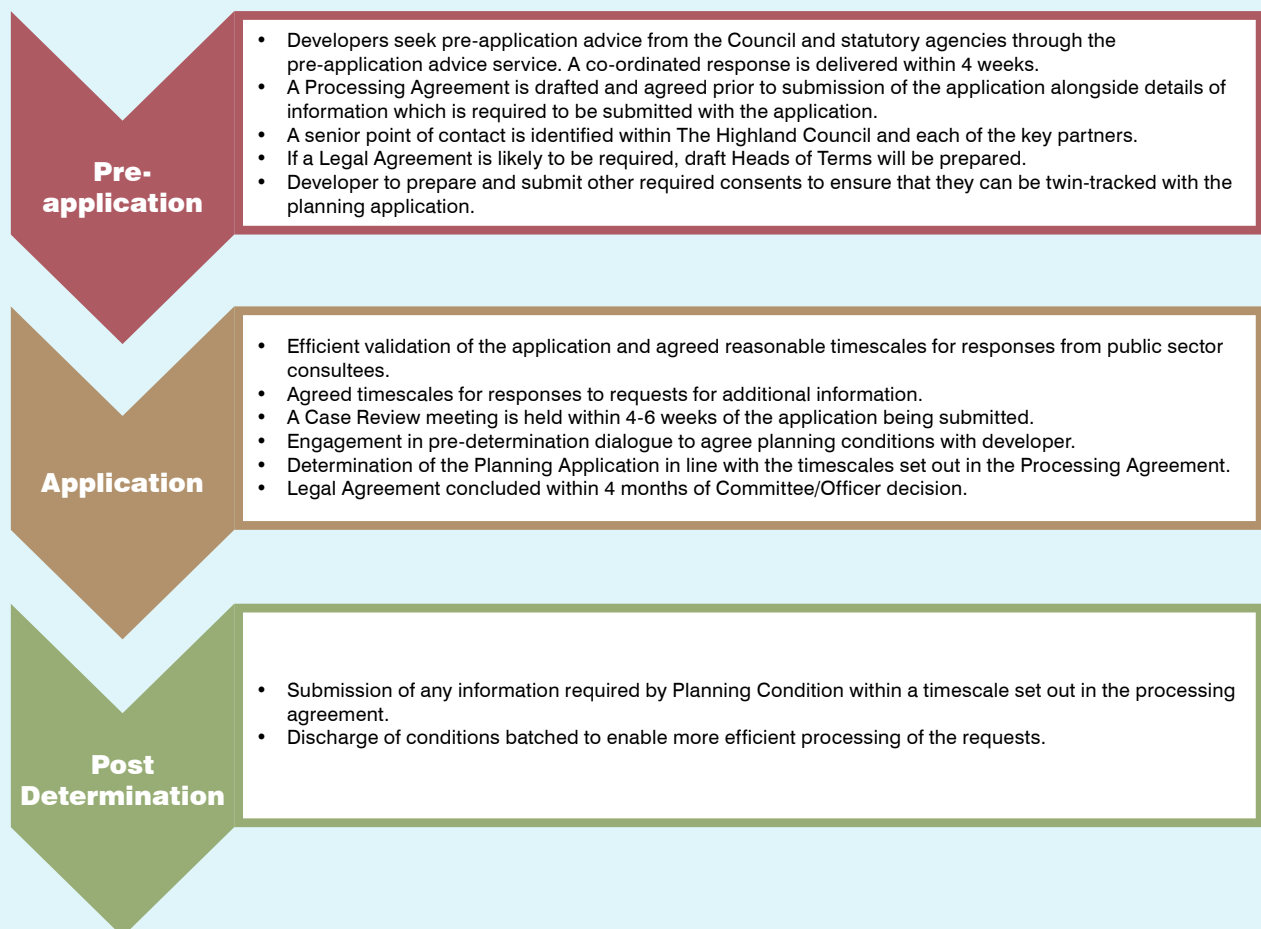 Pre-
application
• Developers seek pre-application advice from the Council and statutory agencies through the
pre-application advice service. A co-ordinated response is delivered within 4 weeks.
• A Processing Agreement is drafted and agreed prior to submission of the application alongside details of
information which is required to be submitted with the application.
• A senior point of contact is identified within The Highland Council and each of the key partners.
• If a Legal Agreement is likely to be required, draft Heads of Terms will be prepared.
• Developer to prepare and submit other required consents to ensure that they can be twin-tracked with the
planning application.
Application
• Efficient validation of the application and agreed reasonable timescales for responses from public sector
consultees.
• Agreed timescales for responses to requests for additional information.
• A Case Review meeting is held within 4-6 weeks of the application being submitted.
• Engagement in pre-determination dialogue to agree planning conditions with developer.
• Determination of the Planning Application in line with the timescales set out in the Processing Agreement.
• Legal Agreement concluded within 4 months of Committee/Officer decision.
Post
Determination
• Submission of any information required by Planning Condition within a timescale set out in the processing
agreement.
• Discharge of conditions batched to enable more efficient processing of the requests.